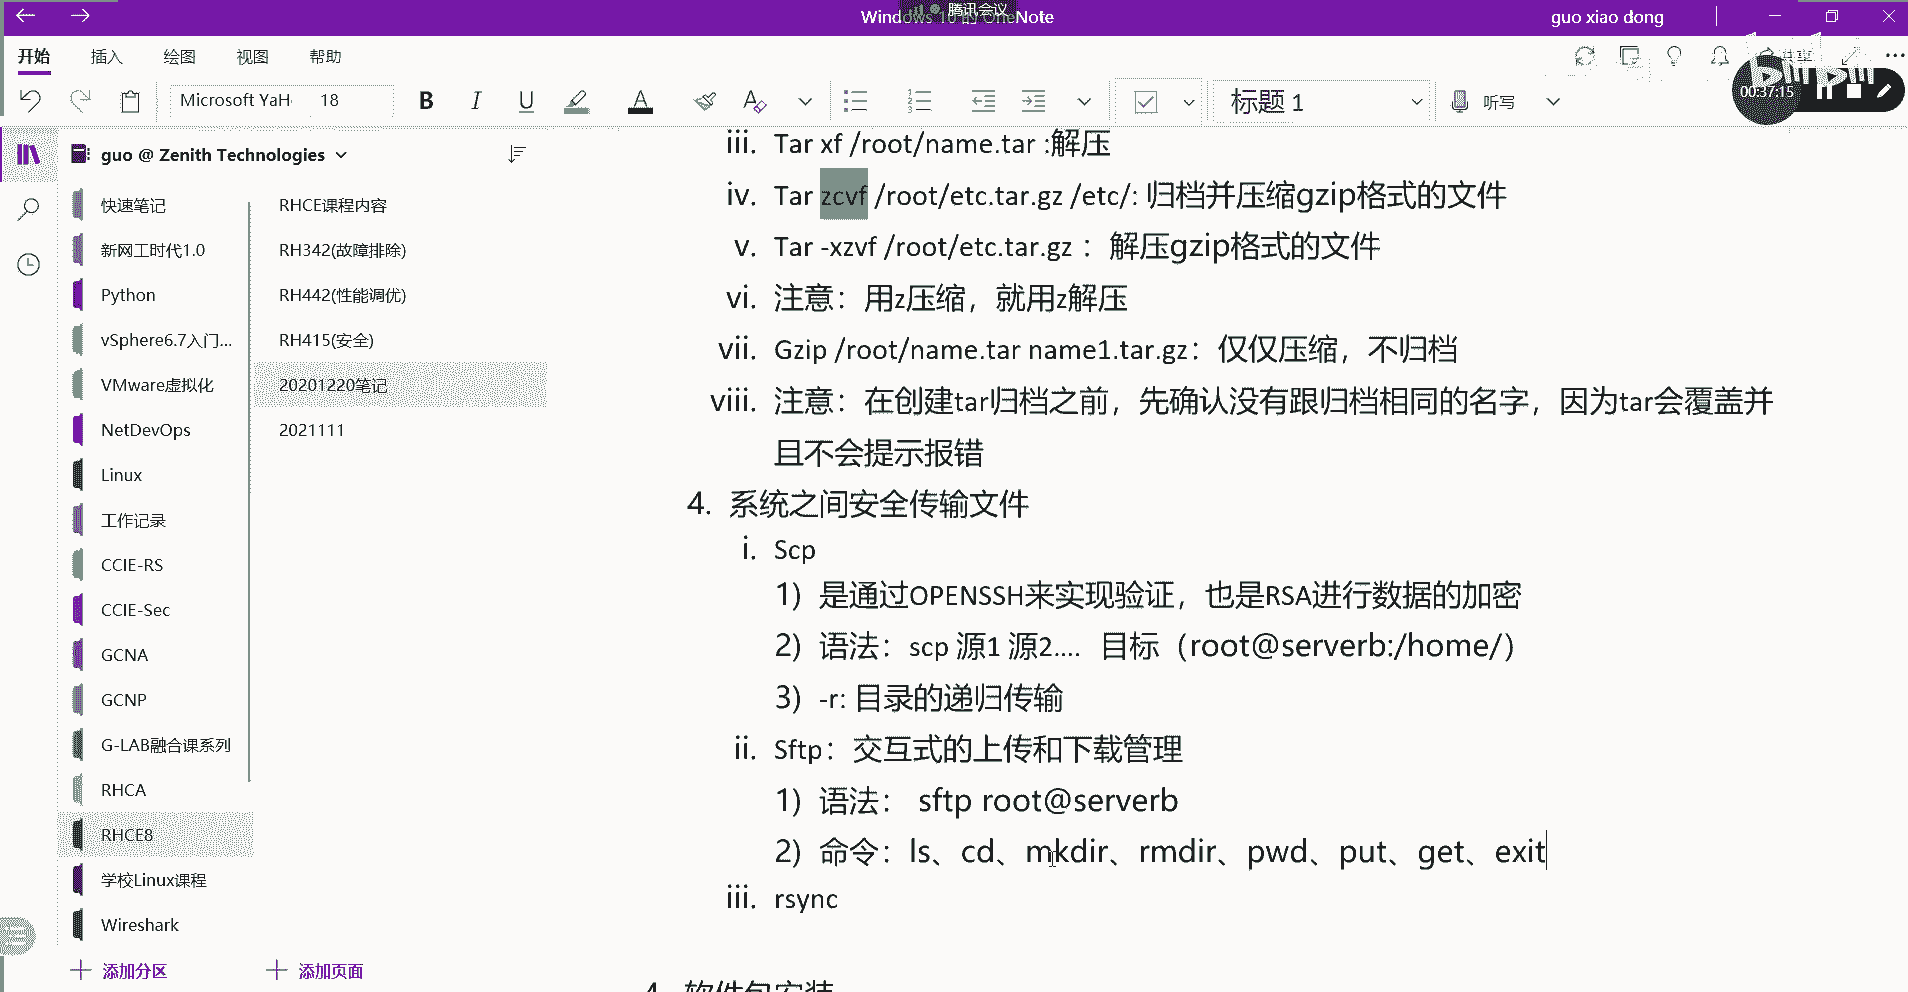 腾讯会议
Windows 10 的 OneNote
guo xiao dong
开始 插入 绘图 视图 帮助
共享
bilibili
00:37:15
Microsoft YaH 18
B I U A
标题 1
听写
guo @ Zenith Technologies
快速笔记
新网工时代1.0
Python
vSphere6.7入门...
VMware虚拟化
NetDevOps
Linux
工作记录
CCIE-RS
CCIE-Sec
GCNA
GCNP
G-LAB融合课系列
RHCA
RHCE8
学校Linux课程
Wireshark
添加分区
RHCE课程内容
RH342(故障排除)
RH442(性能调优)
RH415(安全)
20201220笔记
2021111
添加页面
iii. Tar xf /root/name.tar :解压
iv. Tar zcvf /root/etc.tar.gz /etc/: 归档并压缩gzip格式的文件
v. Tar -xzvf /root/etc.tar.gz ：解压gzip格式的文件
vi. 注意：用z压缩，就用z解压
vii. Gzip /root/name.tar name1.tar.gz：仅仅压缩，不归档
viii. 注意：在创建tar归档之前，先确认没有跟归档相同的名字，因为tar会覆盖并
且不会提示报错
4. 系统之间安全传输文件
i. Scp
1) 是通过OPENSSH来实现验证，也是RSA进行数据的加密
2) 语法：scp 源1 源2.... 目标（root@serverb:/home/）
3) -r: 目录的递归传输
ii. Sftp：交互式的上传和下载管理
1) 语法： sftp root@serverb
2) 命令：ls、cd、mkdir、rmdir、pwd、put、get、exit
iii. rsync
4. 软件包安装